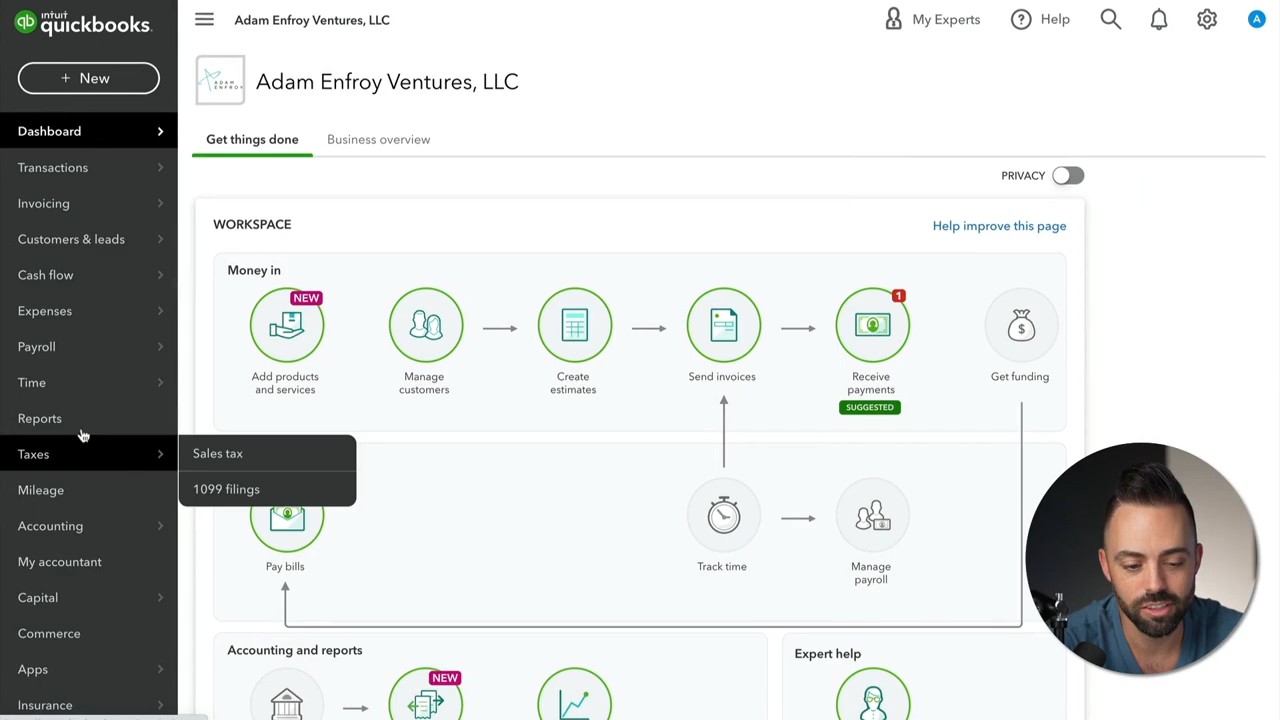 intuit
quickbooks.
Adam Enfroy Ventures, LLC
My Experts
Help
A
+ New
ADAM
ENFROY
Adam Enfroy Ventures, LLC
Dashboard
Transactions
Invoicing
Customers & leads
Cash flow
Expenses
Payroll
Time
Reports
Taxes
Mileage
Accounting
My accountant
Capital
Commerce
Apps
Insurance
Sales tax
1099 filings
Get things done
Business overview
PRIVACY
WORKSPACE
Help improve this page
Money in
NEW
1
Add products
and services
Manage
customers
Create
estimates
Send invoices
Receive
payments
SUGGESTED
Get funding
Pay bills
Track time
Manage
payroll
Accounting and reports
NEW
Expert help